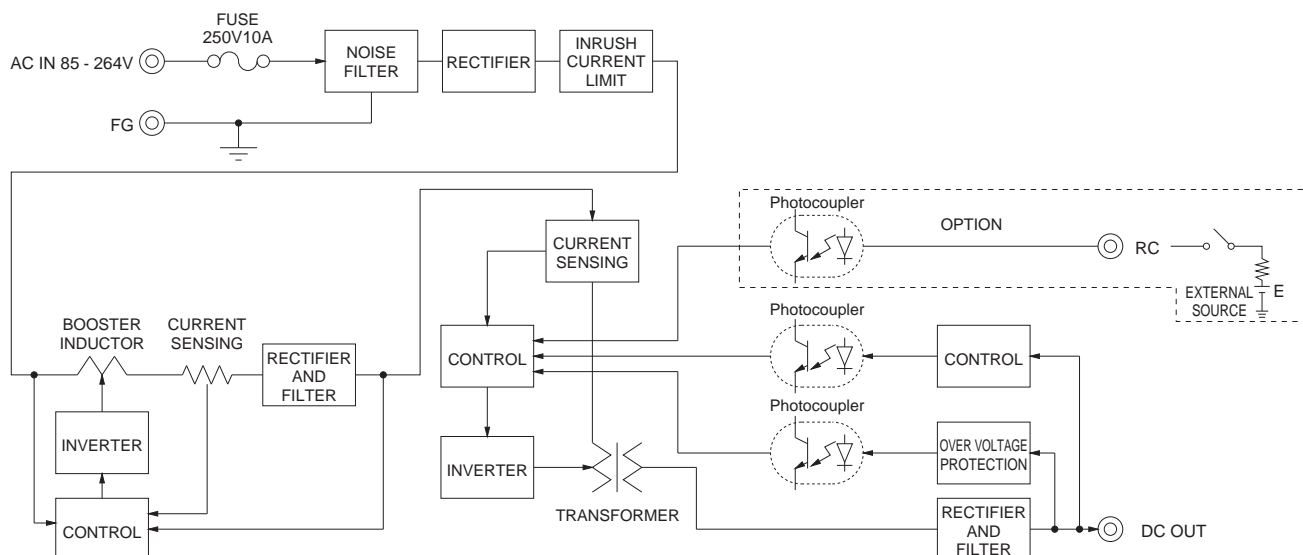 FUSE
250V10A
AC IN 85 - 264V
NOISE
FILTER
RECTIFIER
INRUSH
CURRENT
LIMIT
FG
Photocoupler
OPTION
RC
CURRENT
SENSING
EXTERNAL
SOURCE
E
BOOSTER
INDUCTOR
CURRENT
SENSING
RECTIFIER
AND
FILTER
CONTROL
Photocoupler
CONTROL
Photocoupler
INVERTER
INVERTER
OVER VOLTAGE
PROTECTION
TRANSFORMER
CONTROL
RECTIFIER
AND
FILTER
DC OUT